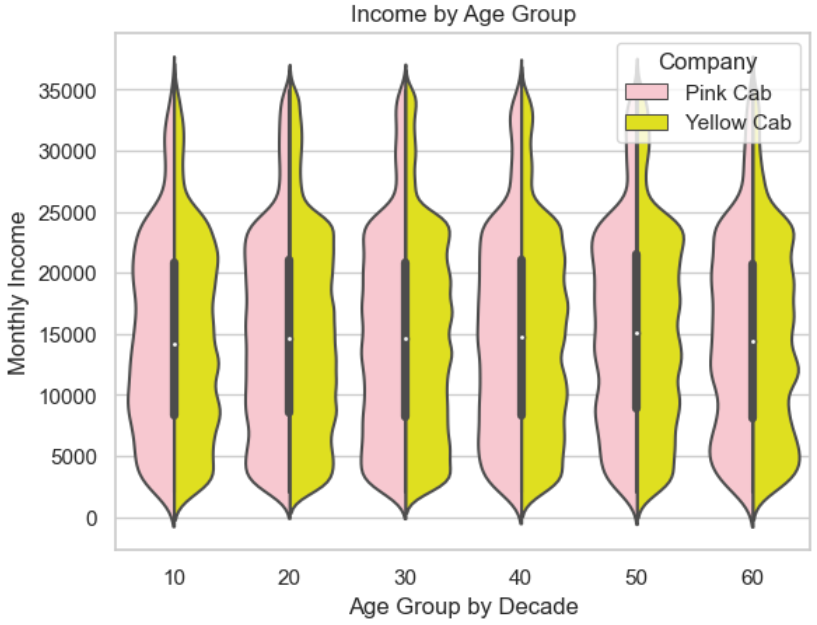 Income by Age Group
Company
Pink Cab
Yellow Cab
35000
30000
25000
20000
15000
10000
5000
0
Monthly Income
10 20 30 40 50 60
Age Group by Decade